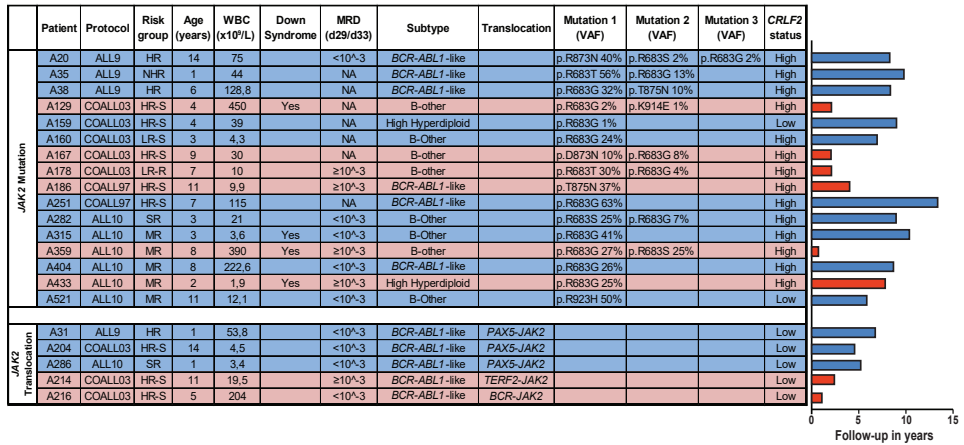 Patient Protocol Risk group Age (years) WBC (x10⁹/L) Down Syndrome MRD (d29/d33) Subtype Translocation Mutation 1 (VAF) Mutation 2 (VAF) Mutation 3 (VAF) CRLF2 status
JAK2 Mutation
A20 ALL9 HR 14 75 <10^-3 BCR-ABL1-like p.R873N 40% p.R683S 2% p.R683G 2% High
A35 ALL9 NHR 1 44 NA BCR-ABL1-like p.R683T 56% p.R683G 13% High
A38 ALL9 HR 6 128,8 NA BCR-ABL1-like p.R683G 32% p.T875N 10% High
A129 COALL03 HR-S 4 450 Yes NA B-other p.R683G 2% p.K914E 1% High
A159 COALL03 HR-S 4 39 NA High Hyperdiploid p.R683G 1% Low
A160 COALL03 LR-S 3 4,3 NA B-Other p.R683G 24% High
A167 COALL03 HR-S 9 30 NA B-other p.D873N 10% p.R683G 8% High
A178 COALL03 LR-R 7 10 ≥10^-3 B-other p.R683T 30% p.R683G 4% High
A186 COALL97 HR-S 11 9,9 ≥10^-3 BCR-ABL1-like p.T875N 37% High
A251 COALL97 HR-S 7 115 NA BCR-ABL1-like p.R683G 63% High
A282 ALL10 SR 3 21 <10^-3 B-Other p.R683S 25% p.R683G 7% High
A315 ALL10 MR 3 3,6 Yes <10^-3 B-Other p.R683G 41% High
A359 ALL10 MR 8 390 Yes ≥10^-3 B-other p.R683G 27% p.R683S 25% High
A404 ALL10 MR 8 222,6 <10^-3 BCR-ABL1-like p.R683G 26% High
A433 ALL10 MR 2 1,9 Yes ≥10^-3 High Hyperdiploid p.R683G 25% High
A521 ALL10 MR 11 12,1 <10^-3 B-Other p.R923H 50% Low
JAK2 Translocation
A31 ALL9 HR 1 53,8 <10^-3 BCR-ABL1-like PAX5-JAK2 Low
A204 COALL03 HR-S 14 4,5 <10^-3 BCR-ABL1-like PAX5-JAK2 Low
A286 ALL10 SR 1 3,4 <10^-3 BCR-ABL1-like PAX5-JAK2 Low
A214 COALL03 HR-S 11 19,5 ≥10^-3 BCR-ABL1-like TERF2-JAK2 Low
A216 COALL03 HR-S 5 204 <10^-3 BCR-ABL1-like BCR-JAK2 Low
0 5 10 15
Follow-up in years